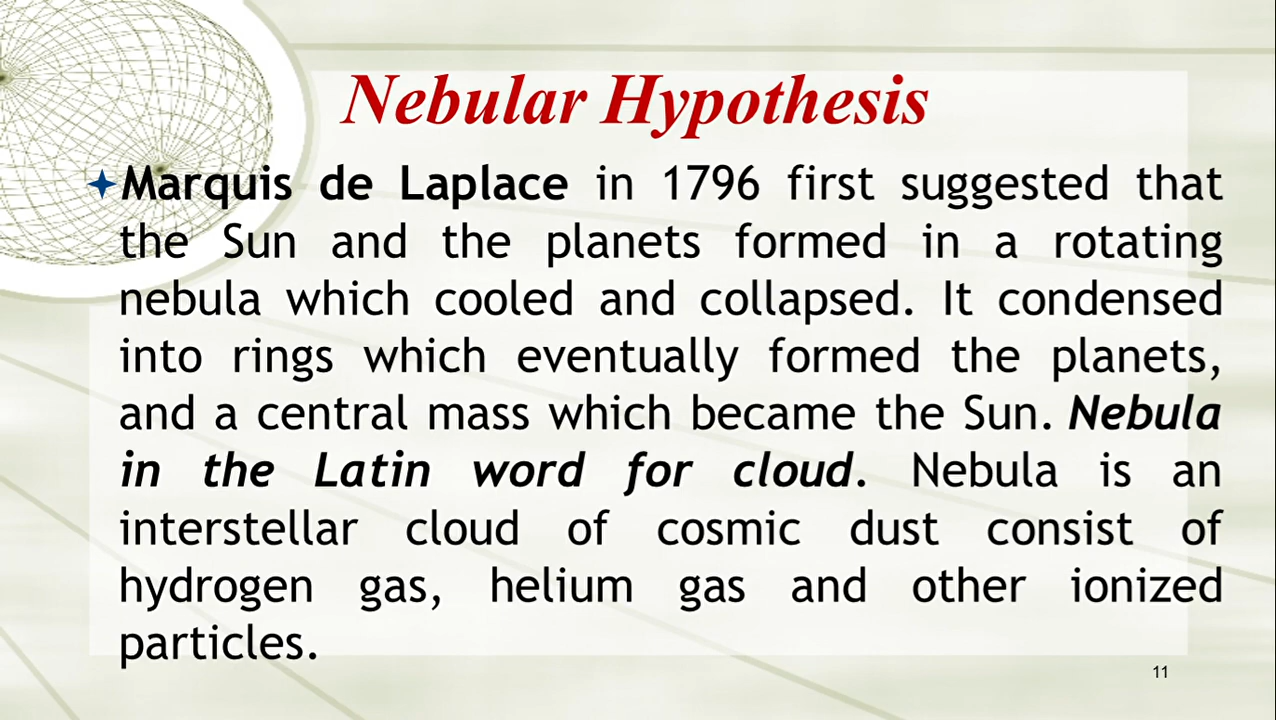 Nebular Hypothesis
Marquis de Laplace in 1796 first suggested that
the Sun and the planets formed in a rotating
nebula which cooled and collapsed. It condensed
into rings which eventually formed the planets,
and a central mass which became the Sun. Nebula
in the Latin word for cloud. Nebula is an
interstellar cloud of cosmic dust consist of
hydrogen gas, helium gas and other ionized
particles.
11